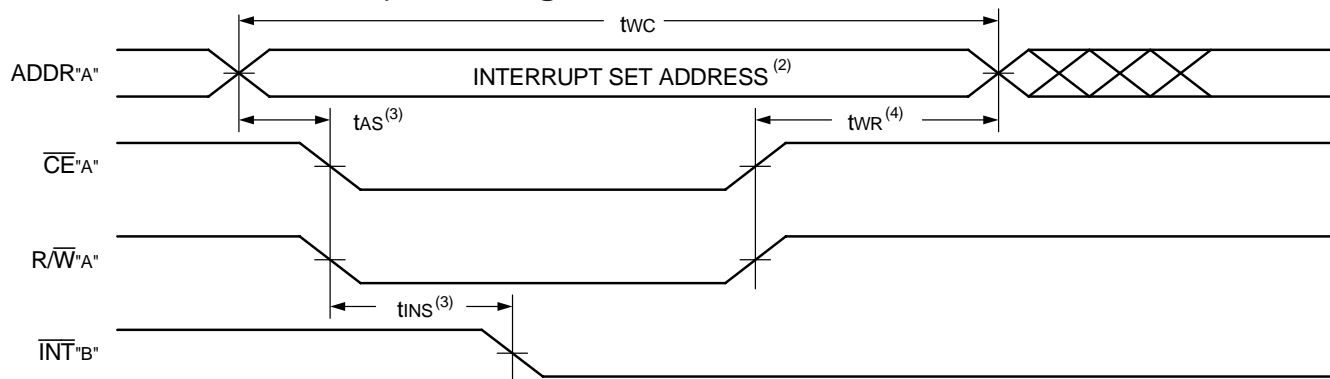 tWC
ADDR"A"
INTERRUPT SET ADDRESS(2)
tAS(3)
tWR(4)
CE"A"
R/W"A"
tINS(3)
INT"B"